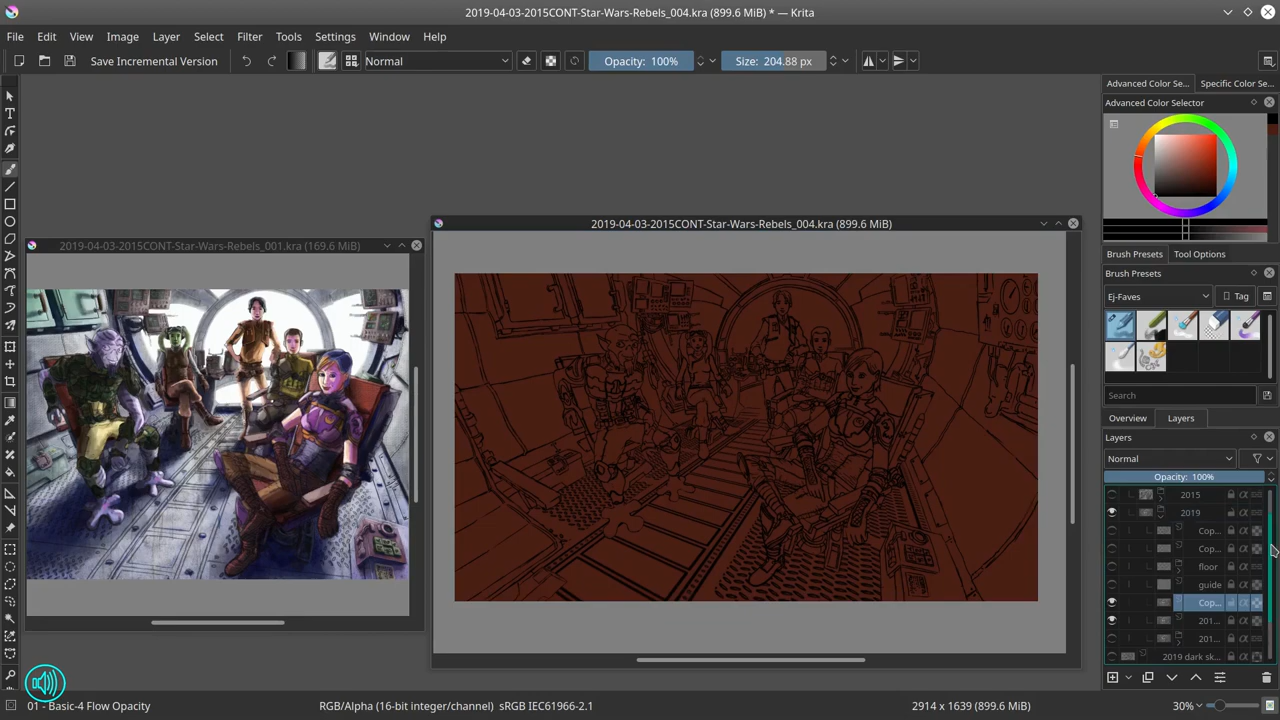 2019-04-03-2015CONT-Star-Wars-Rebels_004.kra (899.6 MiB) * — Krita
File Edit View Image Layer Select Filter Tools Settings Window Help
Save Incremental Version Normal Opacity: 100% Size: 204.88 px
Advanced Color Se... Specific Color Se...
Advanced Color Selector
2019-04-03-2015CONT-Star-Wars-Rebels_001.kra (169.6 MiB)
2019-04-03-2015CONT-Star-Wars-Rebels_004.kra (899.6 MiB)
Brush Presets Tool Options
Brush Presets
Ej-Faves Tag
Search
Overview Layers
Layers
Normal
Opacity: 100%
2015
2019
Cop...
Cop...
floor
guide
Cop...
201...
201...
2019 dark sk...
01 - Basic-4 Flow Opacity RGB/Alpha (16-bit integer/channel) sRGB IEC61966-2.1 2914 x 1639 (899.6 MiB) 30%